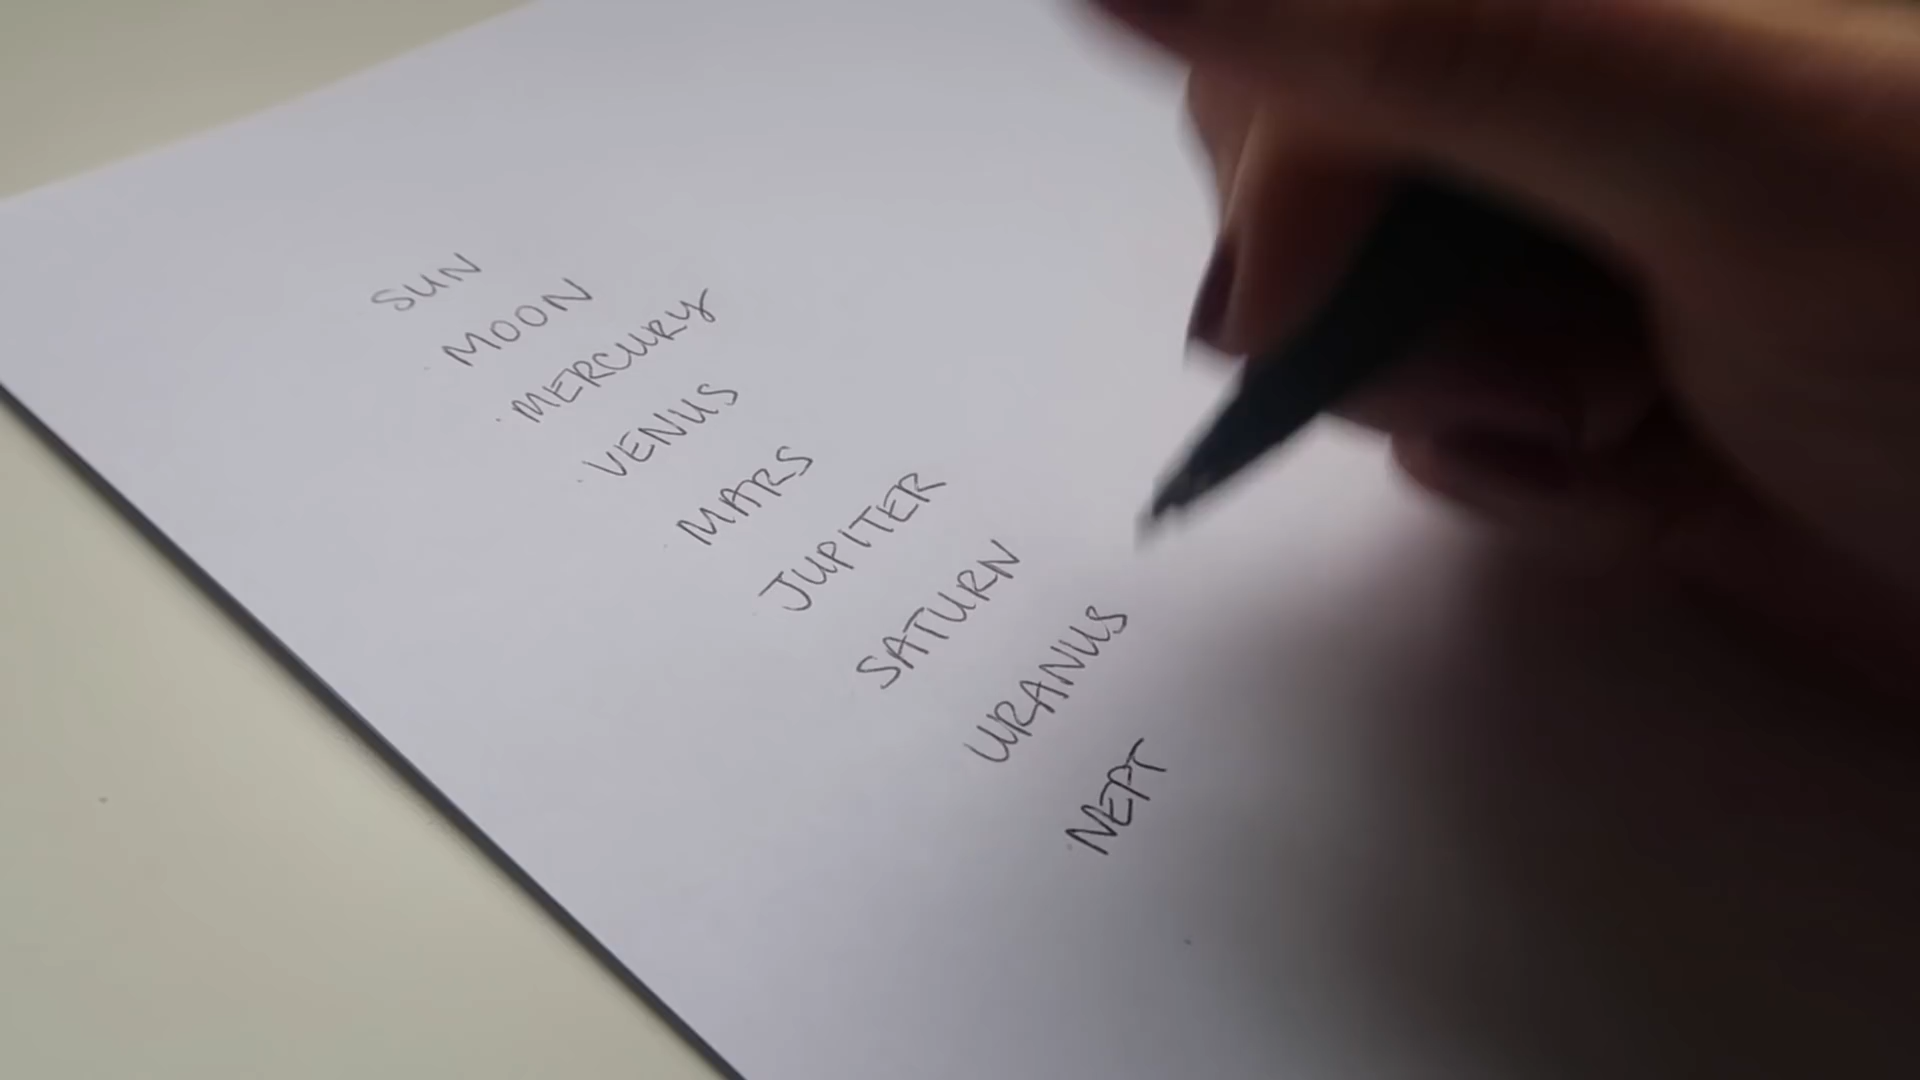 SUN
MOON
MERCURY
VENUS
MARS
JUPITER
SATURN
URANUS
NEPT